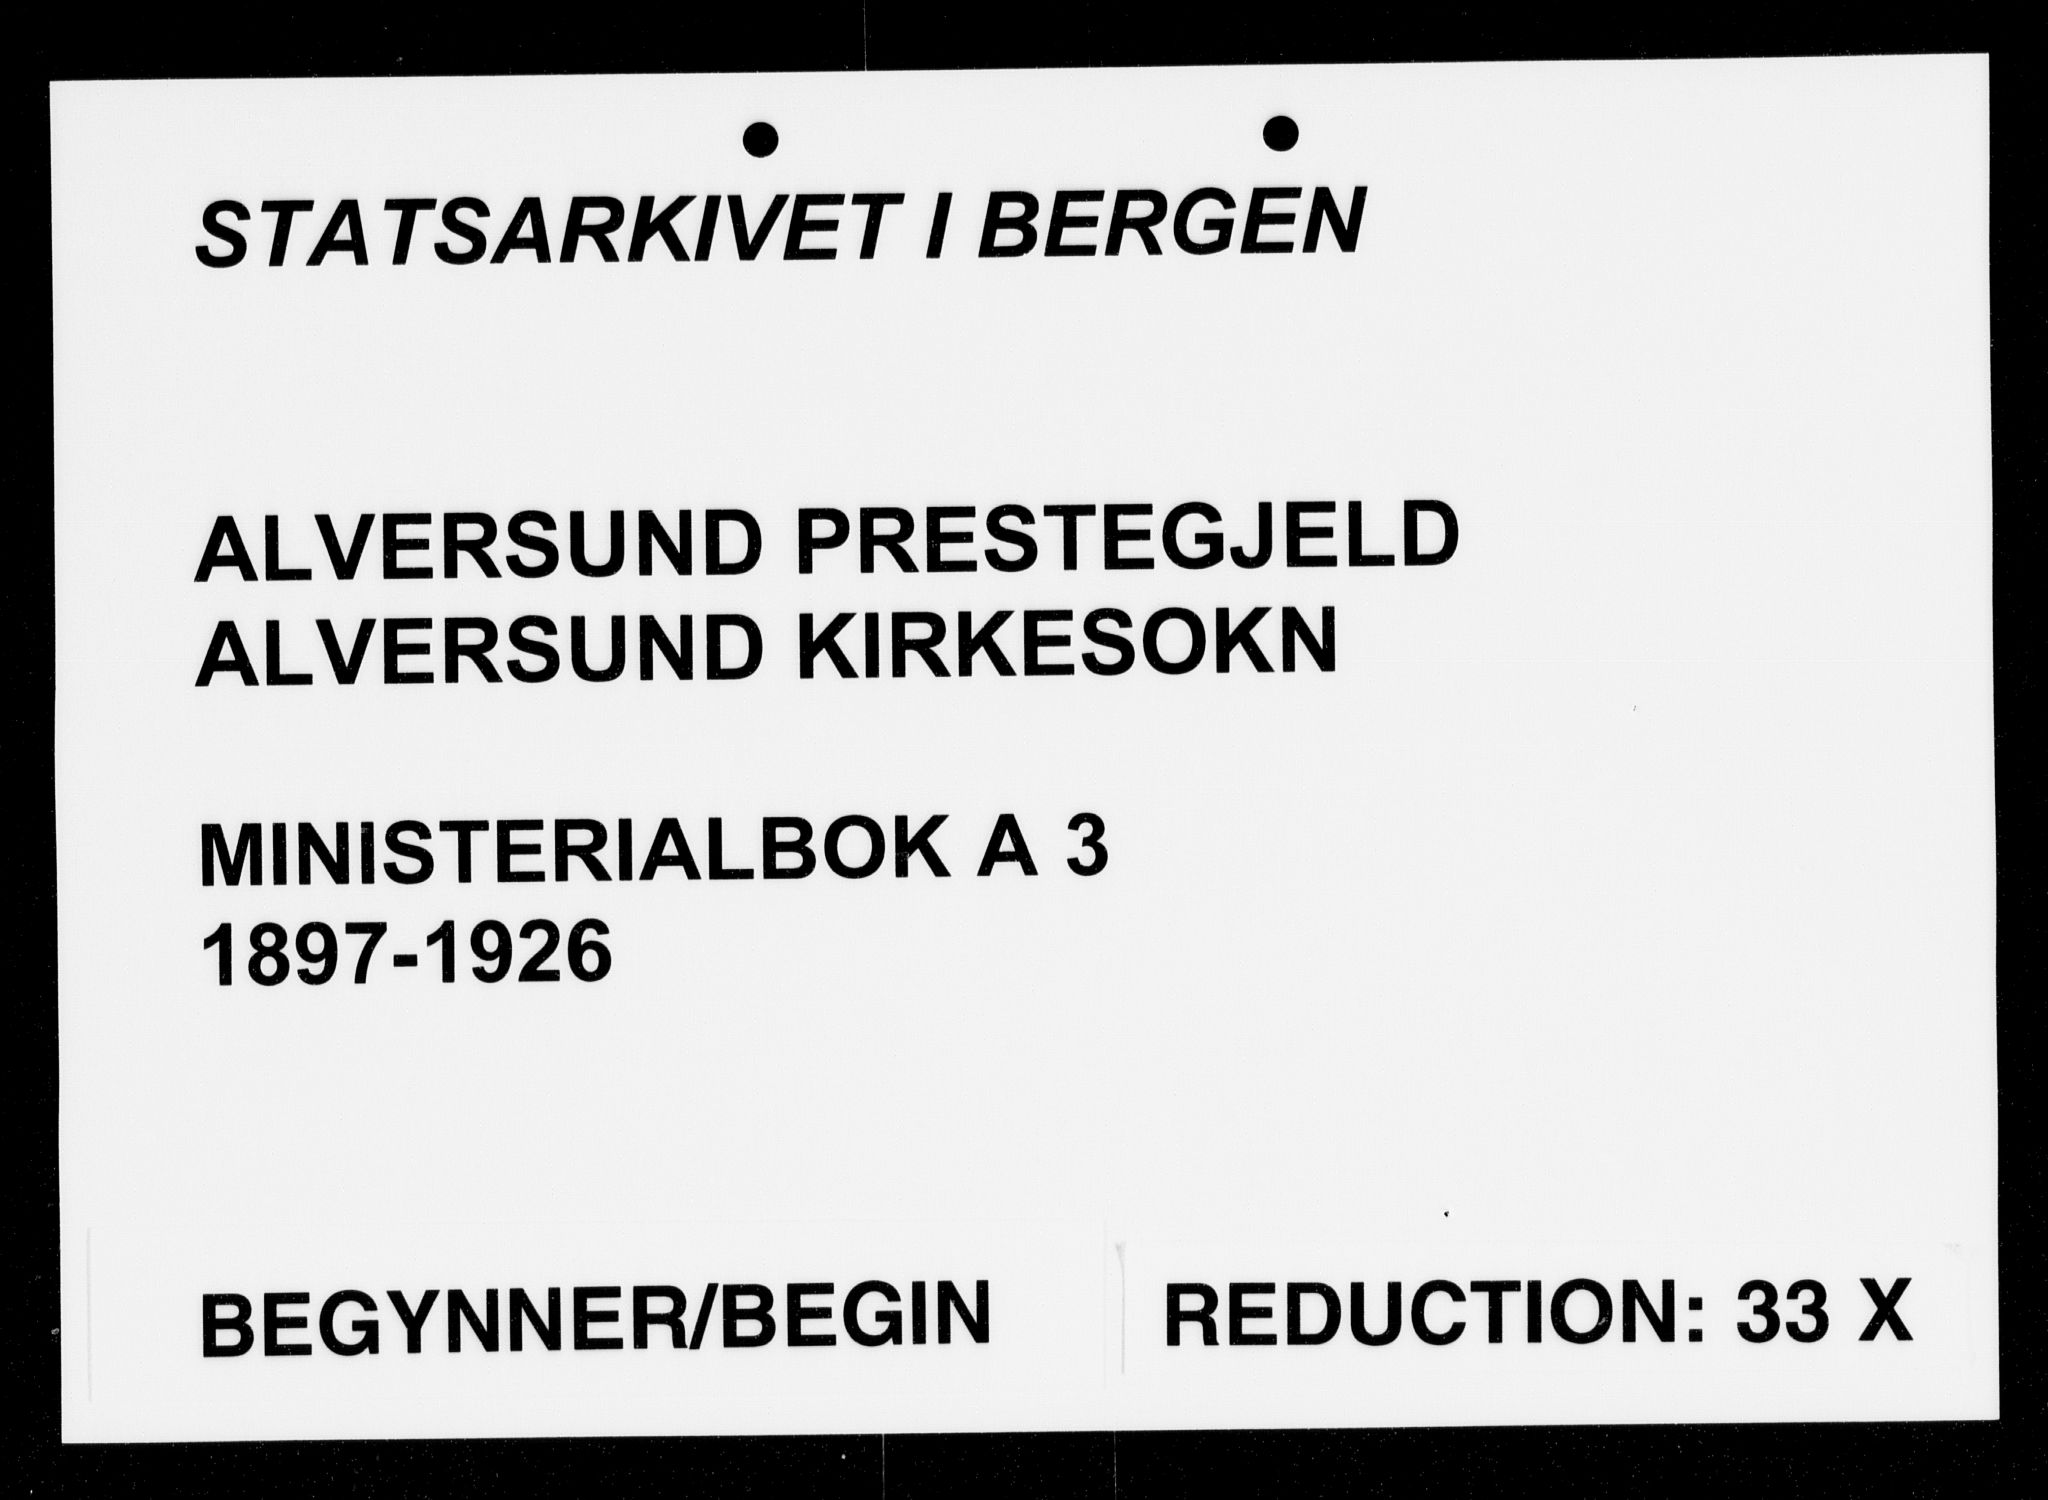 STATSARKIVET I BERGEN
ALVERSUND PRESTEGJELD
ALVERSUND KIRKESOKN
MINISTERIALBOK A 3
1897-1926
BEGYNNER/BEGIN REDUCTION: 33 X